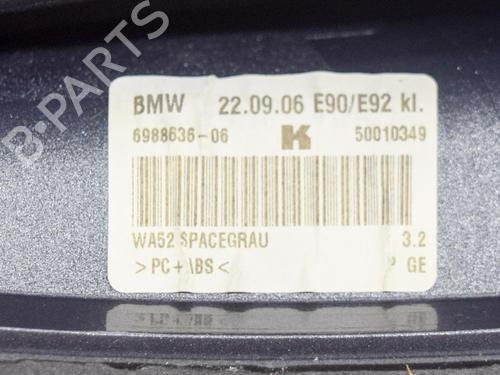 B-PARTS
BMW 22.09.06 E90/E92 kl.
6988636-06 K 50010349
WA52 SPACEGRAU 3.2
>PC+ABS< P GE